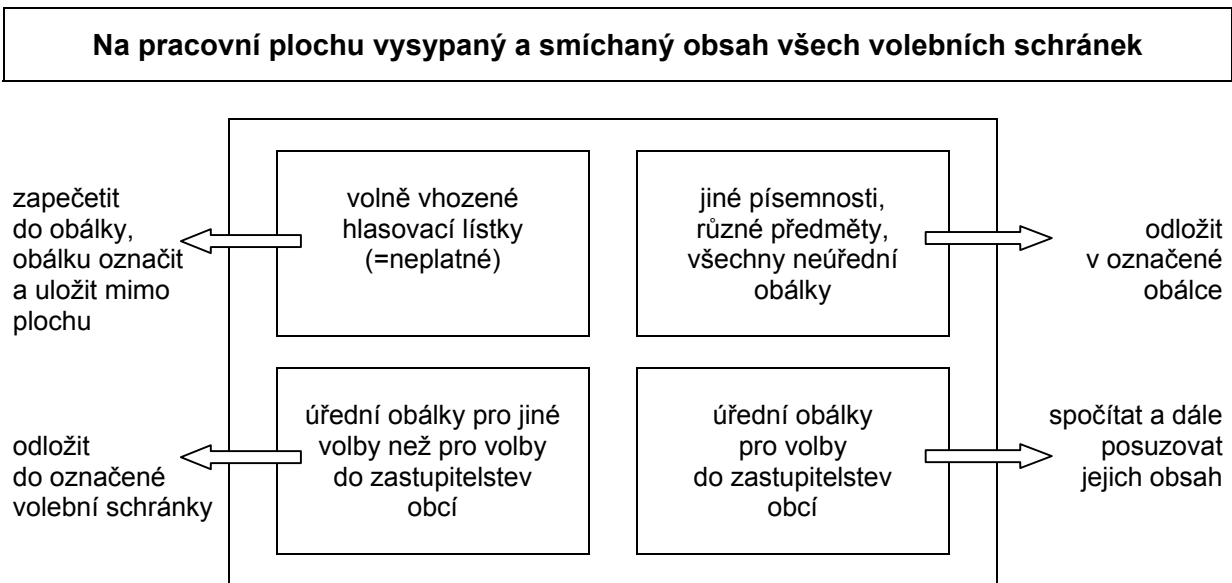 Na pracovní plochu vysypaný a smíchaný obsah všech volebních schránek
zapečetit
do obálky,
obálku označit
a uložit mimo
plochu
volně vhozené
hlasovací lístky
(=neplatné)
jiné písemnosti,
různé předměty,
všechny neúřední
obálky
odložit
v označené
obálce
odložit
do označené
volební schránky
úřední obálky pro jiné
volby než pro volby
do zastupitelstev
obcí
úřední obálky
pro volby
do zastupitelstev
obcí
spočítat a dále
posuzovat
jejich obsah